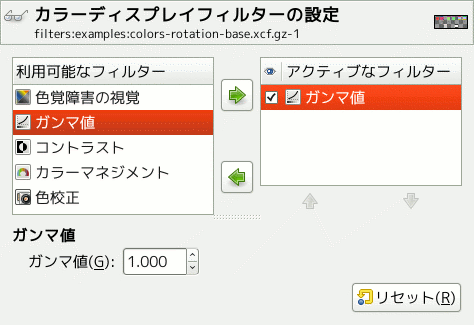 カラーディスプレイフィルターの設定
filters:examples:colors-rotation-base.xcf.gz-1
利用可能なフィルター
色覚障害の視覚
ガンマ値
コントラスト
カラーマネジメント
色校正
アクティブなフィルター
ガンマ値
ガンマ値
ガンマ値(G): 1.000
リセット(R)